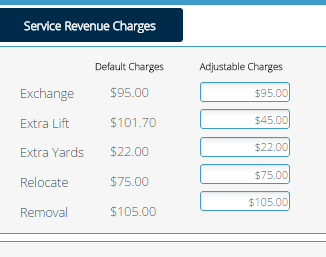 Service Revenue Charges
Default Charges Adjustable Charges
Exchange $95.00 $95.00
Extra Lift $101.70 $45.00
Extra Yards $22.00 $22.00
Relocate $75.00 $75.00
Removal $105.00 $105.00